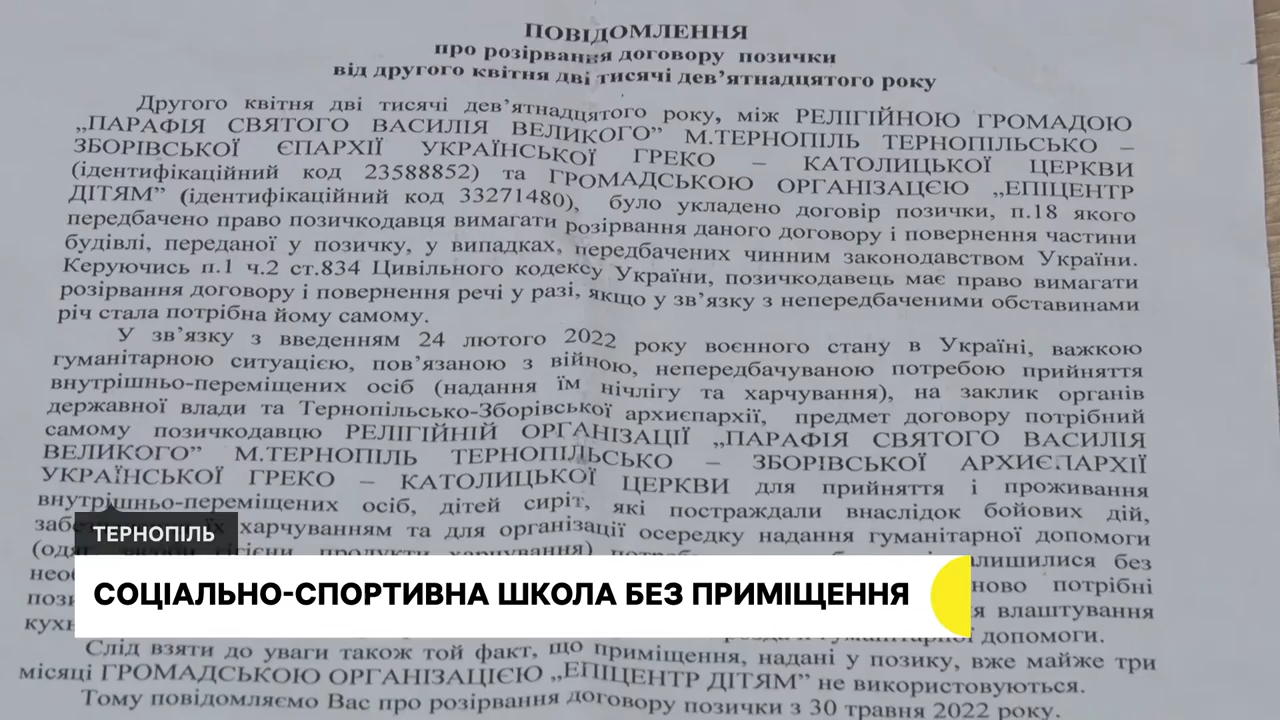 ПОВІДОМЛЕННЯ
про розірвання договору позички
від другого квітня дві тисячі дев’ятнадцятого року
Другого квітня дві тисячі дев’ятнадцятого року, між РЕЛІГІЙНОЮ ГРОМАДОЮ
„ПАРАФІЯ СВЯТОГО ВАСИЛІЯ ВЕЛИКОГО” М.ТЕРНОПІЛЬ ТЕРНОПІЛЬСЬКО –
ЗБОРІВСЬКОЇ ЄПАРХІЇ УКРАЇНСЬКОЇ ГРЕКО – КАТОЛИЦЬКОЇ ЦЕРКВИ
(ідентифікаційний код 23588852) та ГРОМАДСЬКОЮ ОРГАНІЗАЦІЄЮ „ЕПІЦЕНТР
ДІТЯМ” (ідентифікаційний код 33271480), було укладено договір позички, п.18 якого
передбачено право позичкодавця вимагати розірвання даного договору і повернення частини
будівлі, переданої у позичку, у випадках, передбачених чинним законодавством України.
Керуючись п.1 ч.2 ст.834 Цивільного кодексу України, позичкодавець має право вимагати
розірвання договору і повернення речі у разі, якщо у зв’язку з непередбаченими обставинами
річ стала потрібна йому самому.
У зв’язку з введенням 24 лютого 2022 року воєнного стану в Україні, важкою
гуманітарною ситуацією, пов’язаною з війною, непередбачуваною потребою прийняття
внутрішньо-переміщених осіб (надання їм нічлігу та харчування), на заклик органів
державної влади та Тернопільсько-Зборівської архиєпархії, предмет договору потрібний
самому позичкодавцю РЕЛІГІЙНІЙ ОРГАНІЗАЦІЇ „ПАРАФІЯ СВЯТОГО ВАСИЛІЯ
ВЕЛИКОГО” М.ТЕРНОПІЛЬ ТЕРНОПІЛЬСЬКО – ЗБОРІВСЬКОЇ АРХИЄПАРХІЇ
УКРАЇНСЬКОЇ ГРЕКО – КАТОЛИЦЬКОЇ ЦЕРКВИ для прийняття і проживання
внутрішньо-переміщених осіб, дітей сиріт, які постраждали внаслідок бойових дій,
їх харчуванням та для організації осередку надання гуманітарної допомоги
харчування) залишилися без
потрібні
влаштування
допомоги.
ТЕРНОПІЛЬ
СОЦІАЛЬНО-СПОРТИВНА ШКОЛА БЕЗ ПРИМІЩЕННЯ
Слід взяти до уваги також той факт, що приміщення, надані у позику, вже майже три
місяці ГРОМАДСЬКОЮ ОРГАНІЗАЦІЄЮ „ЕПІЦЕНТР ДІТЯМ” не використовуються.
Тому повідомляємо Вас про розірвання договору позички з 30 травня 2022 року.